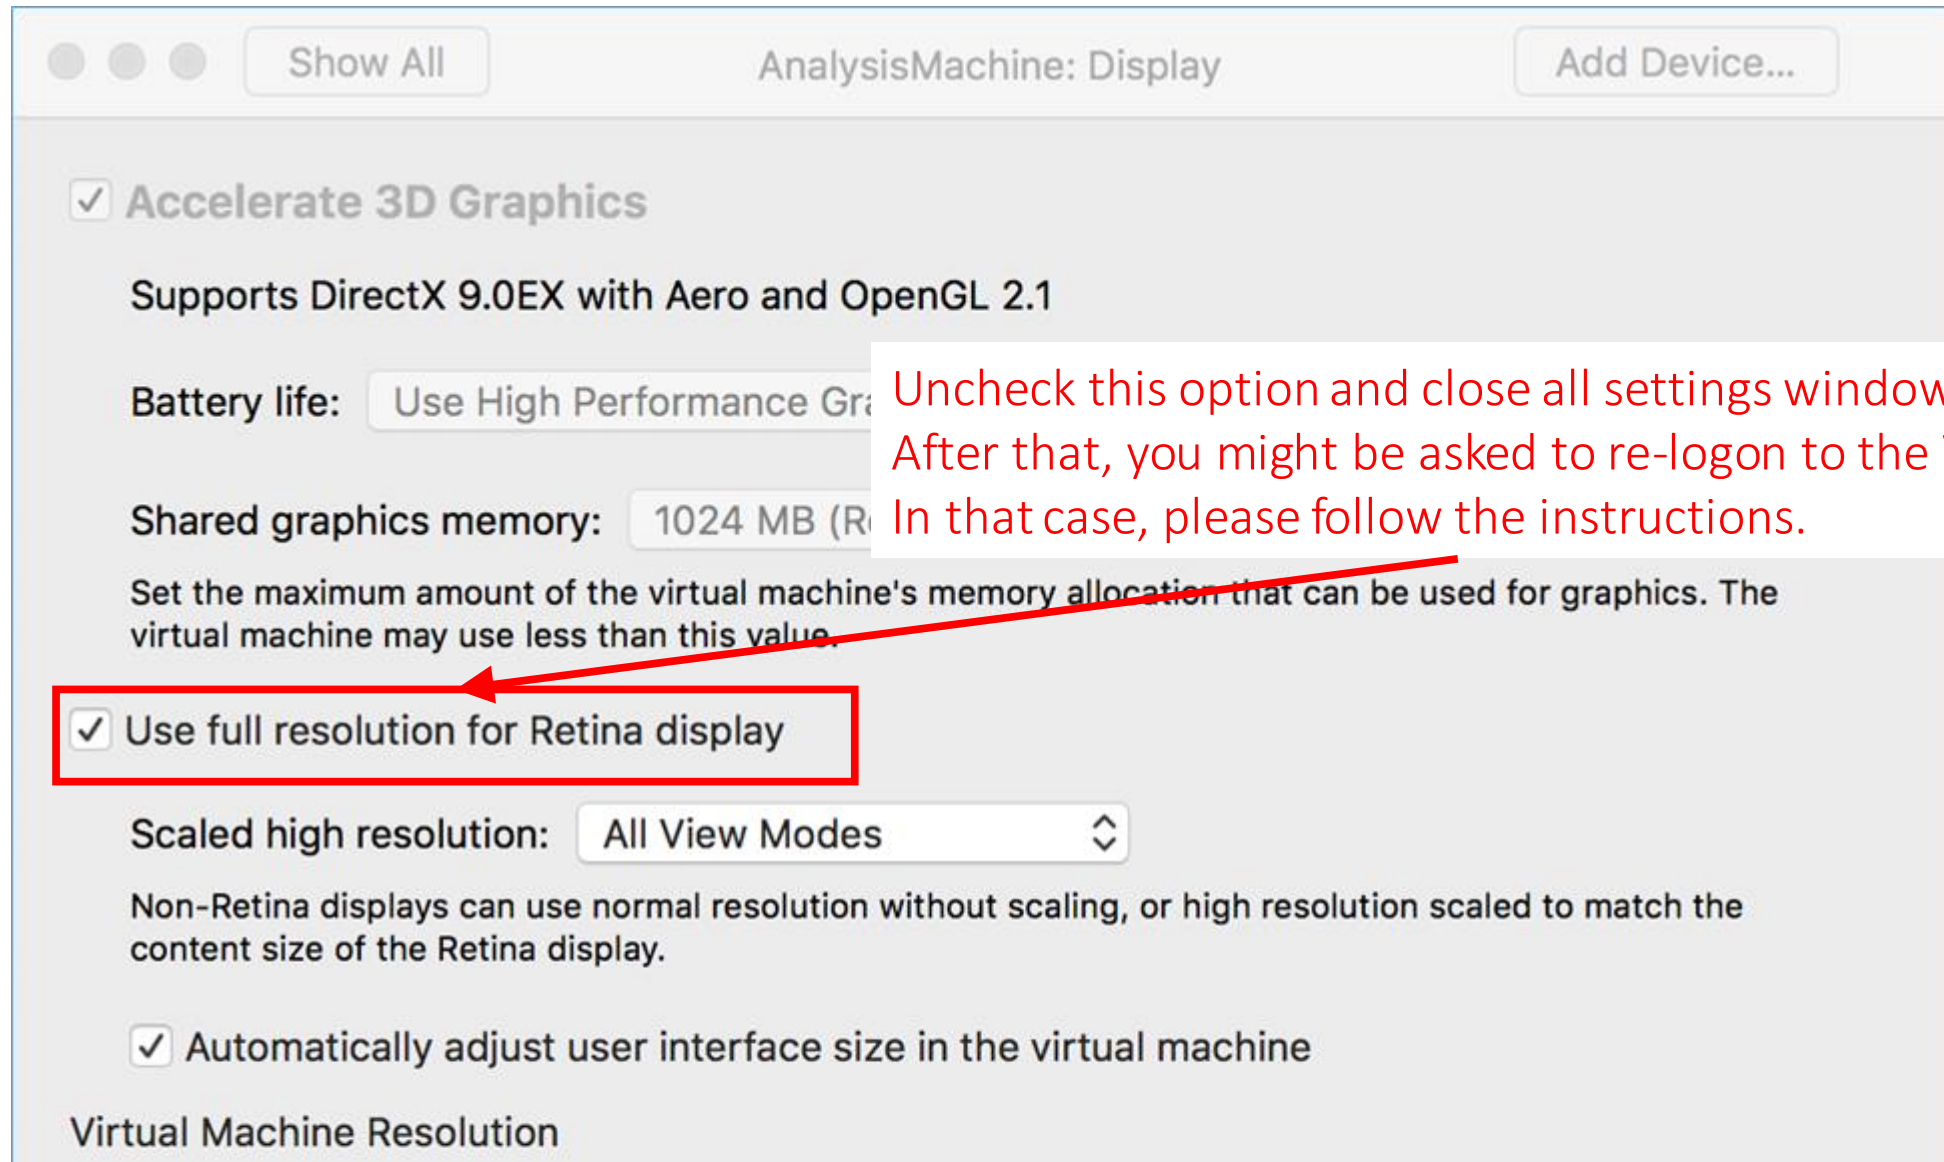 Show All AnalysisMachine: Display Add Device...
Accelerate 3D Graphics
Supports DirectX 9.0EX with Aero and OpenGL 2.1
Battery life: Use High Performance
Uncheck this option and close all settings
After that, you might be asked to re-logon to the
In that case, please follow the instructions.
Shared graphics memory: 1024 MB
Set the maximum amount of the virtual machine's memory allocation that can be used for graphics. The
virtual machine may use less than this value.
Use full resolution for Retina display
Scaled high resolution: All View Modes
Non-Retina displays can use normal resolution without scaling, or high resolution scaled to match the
content size of the Retina display.
Automatically adjust user interface size in the virtual machine
Virtual Machine Resolution